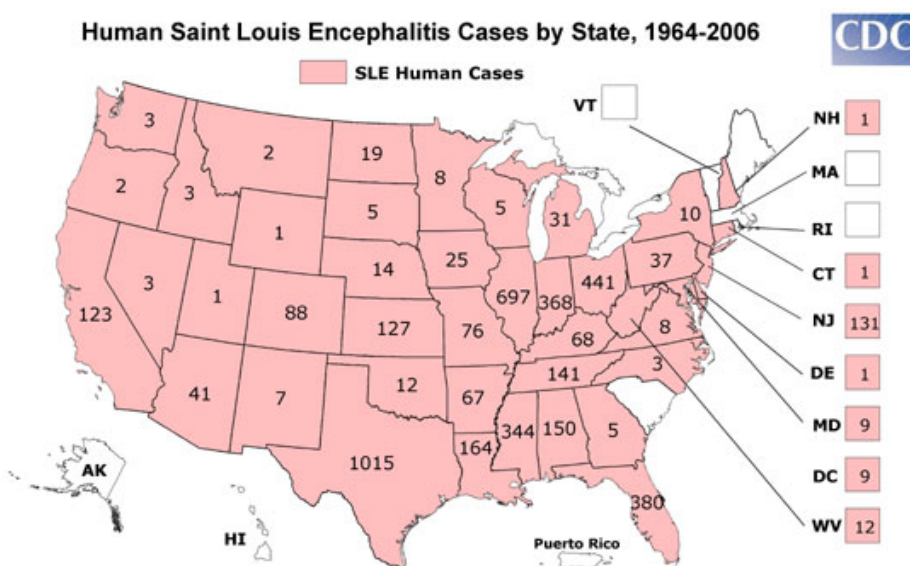 Human Saint Louis Encephalitis Cases by State, 1964-2006
CDC
SLE Human Cases
VT
NH 1
MA
RI
CT 1
NJ 131
DE 1
MD 9
DC 9
WV 12
3
2
19
8
2
3
5
5
31
10
1
25
37
14
441
123
3
1
88
697
368
127
76
68
8
3
141
41
7
12
67
344
150
5
164
1015
380
AK
HI
Puerto Rico